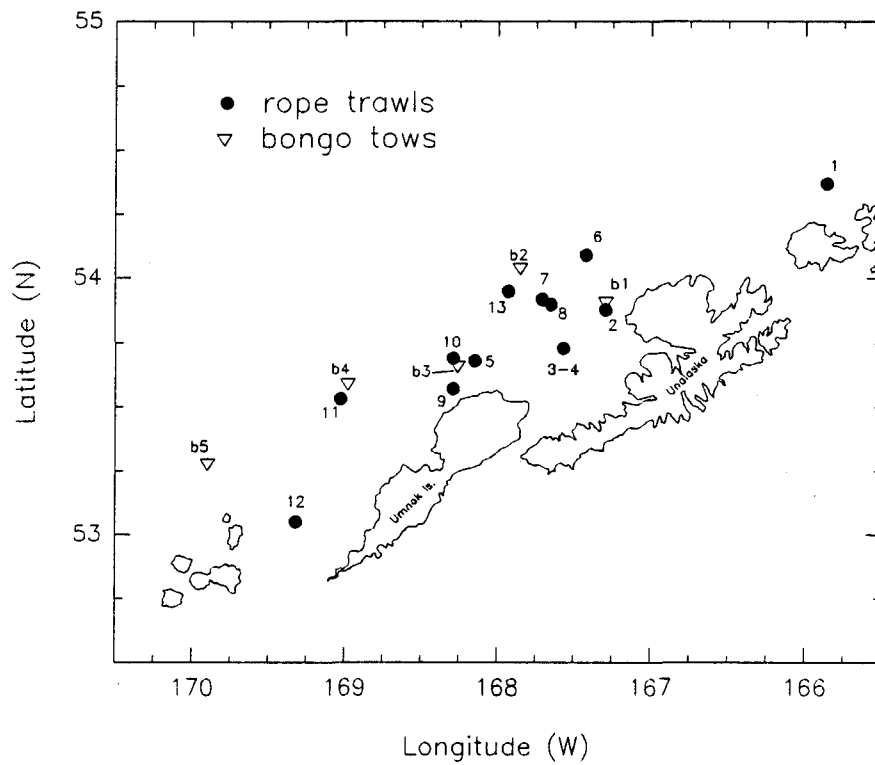 55
rope trawls
bongo tows
1
6
b2
54
7
b1
13
8
2
10
3-4
b3
5
b4
9
11
Unalaska
b5
Umnak Is.
12
53
170
169
168
167
166
Latitude (N)
Longitude (W)